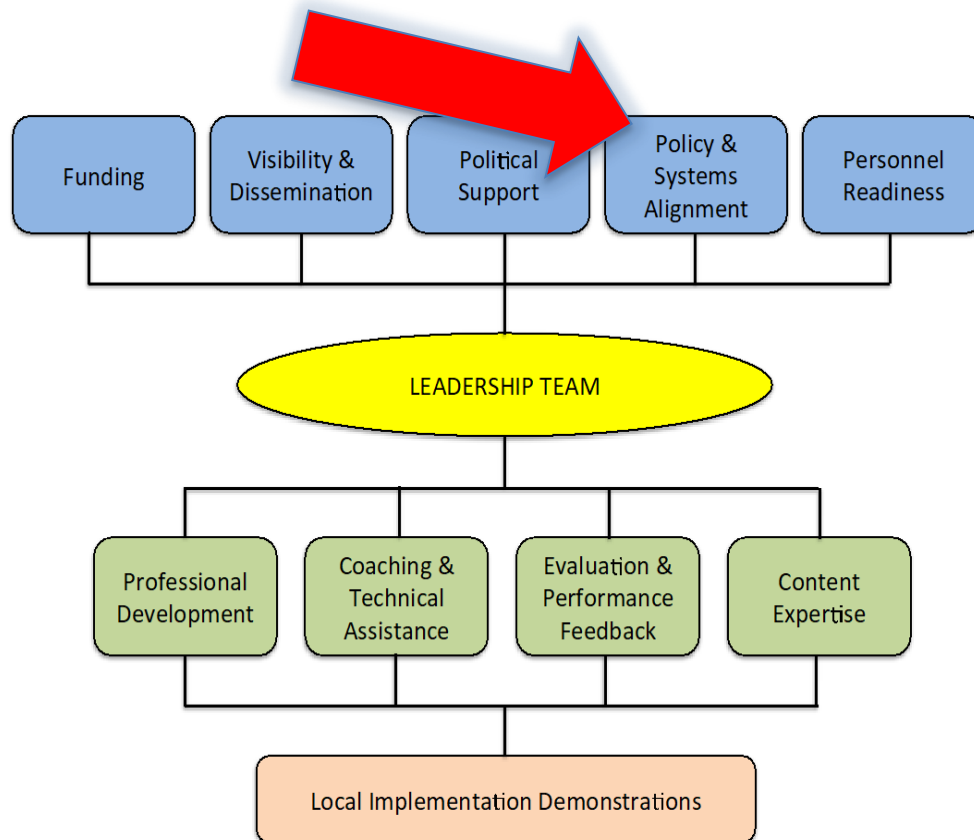 Funding
Visibility &
Dissemination
Political
Support
Policy &
Systems
Alignment
Personnel
Readiness
LEADERSHIP TEAM
Professional
Development
Coaching &
Technical
Assistance
Evaluation &
Performance
Feedback
Content
Expertise
Local Implementation Demonstrations